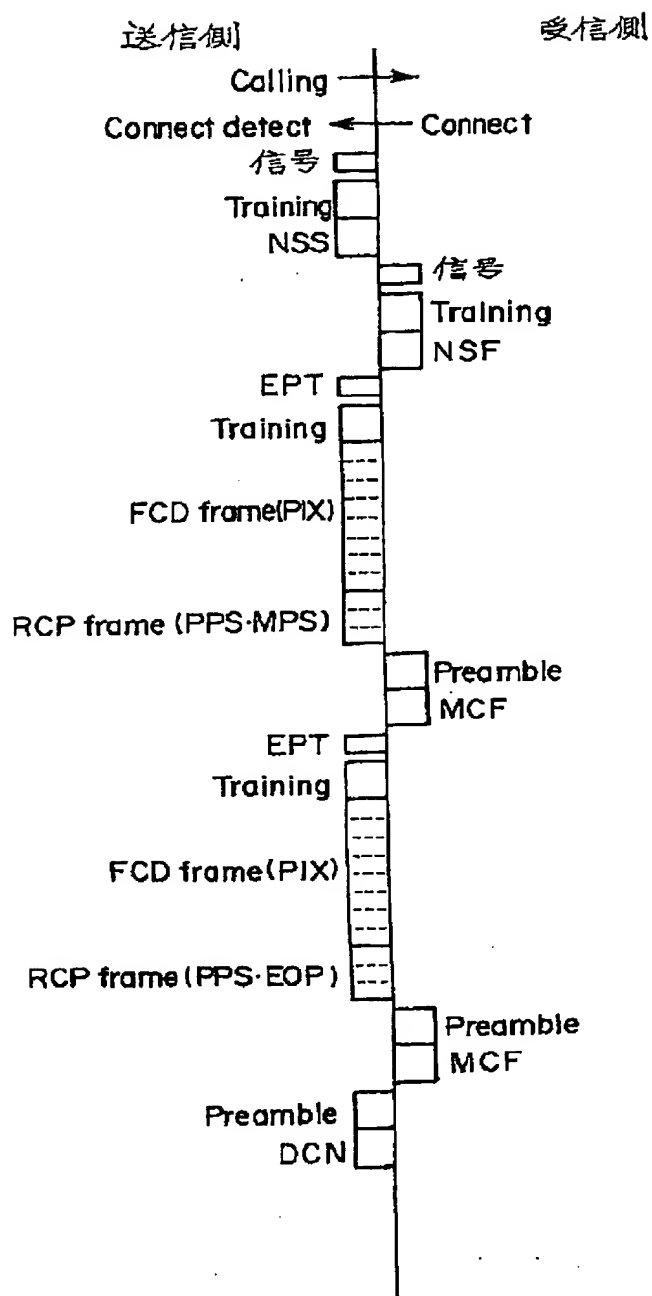 送信側
受信側
Calling
Connect detect
Connect
信号
Training
NSS
信号
Training
NSF
EPT
Training
FCD frame(PIX)
RCP frame (PPS·MPS)
Preamble
MCF
EPT
Training
FCD frame(PIX)
RCP frame(PPS·EOP)
Preamble
MCF
Preamble
DCN